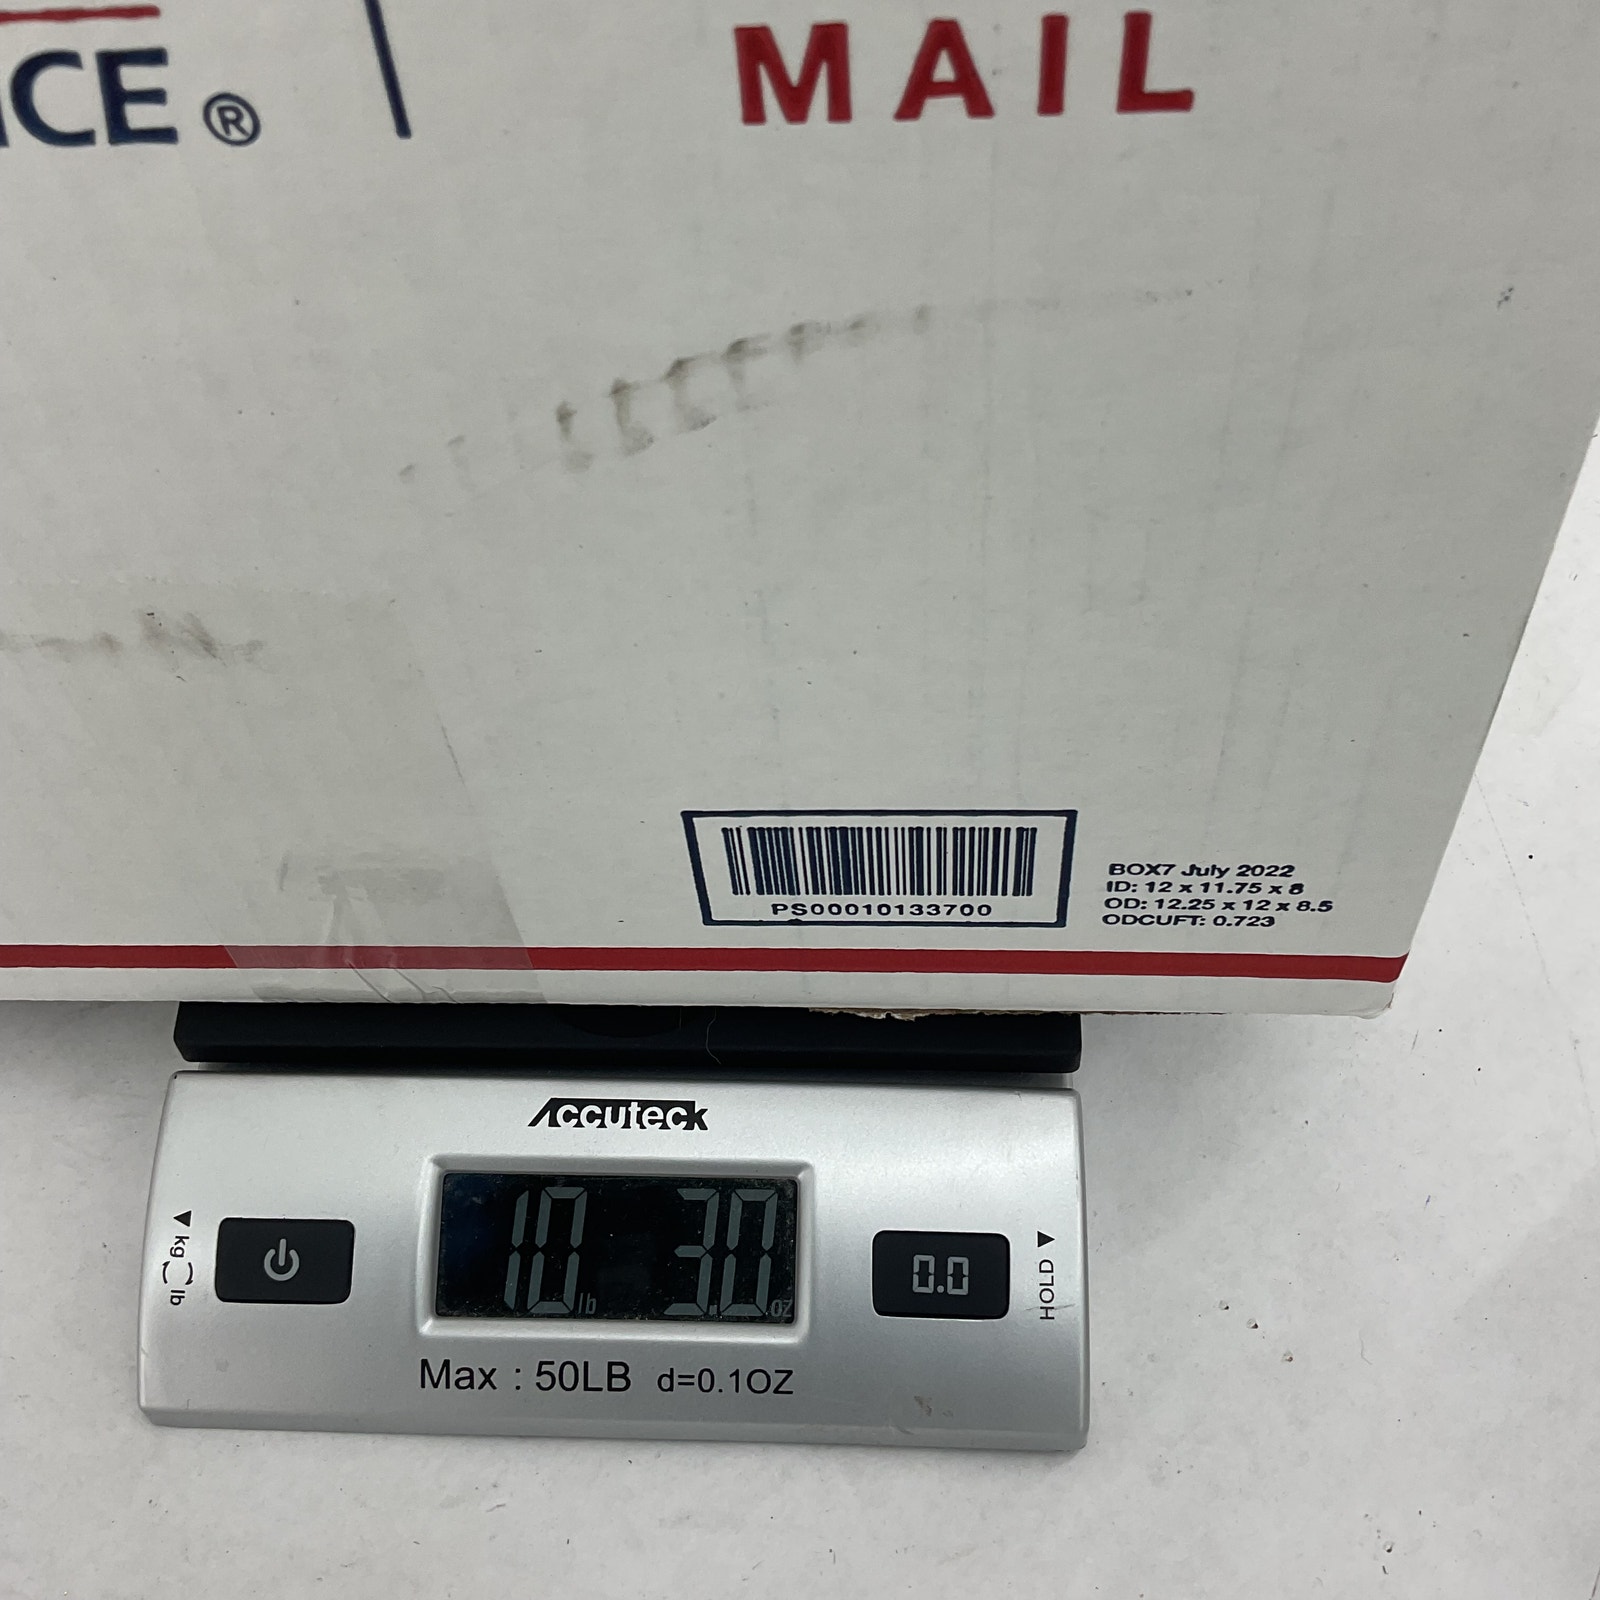 ICE®
MAIL
PS00010133700
BOX7 July 2022
ID: 12 x 11.75 x 8
OD: 12.25 x 12 x 8.5
ODCUFT: 0.723
Accuteck
kg lb
10 lb 3.0 oz
0.0
HOLD
Max : 50LB d=0.1OZ